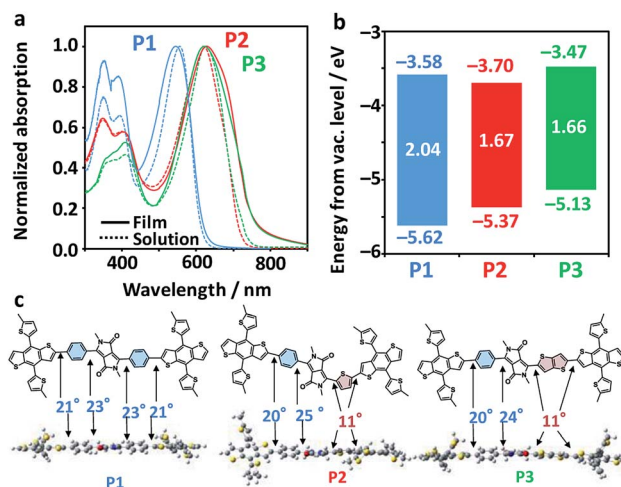 a
Normalized absorption
1.0
0.8
0.6
0.4
0.2
0.0
P1
P2
P3
Film
Solution
400
600
800
Wavelength / nm
b
Energy from vac. level / eV
−3
−4
−5
−6
−3.58
2.04
−5.62
−3.70
1.67
−5.37
−3.47
1.66
−5.13
P1
P2
P3
c
S
S
S
S
N
O
O
N
S
S
S
S
21°
23°
23°
21°
P1
S
S
S
S
N
O
O
N
S
S
S
S
S
20°
25°
11°
P2
S
S
S
S
N
O
O
N
S
S
S
S
S
S
20°
24°
11°
P3